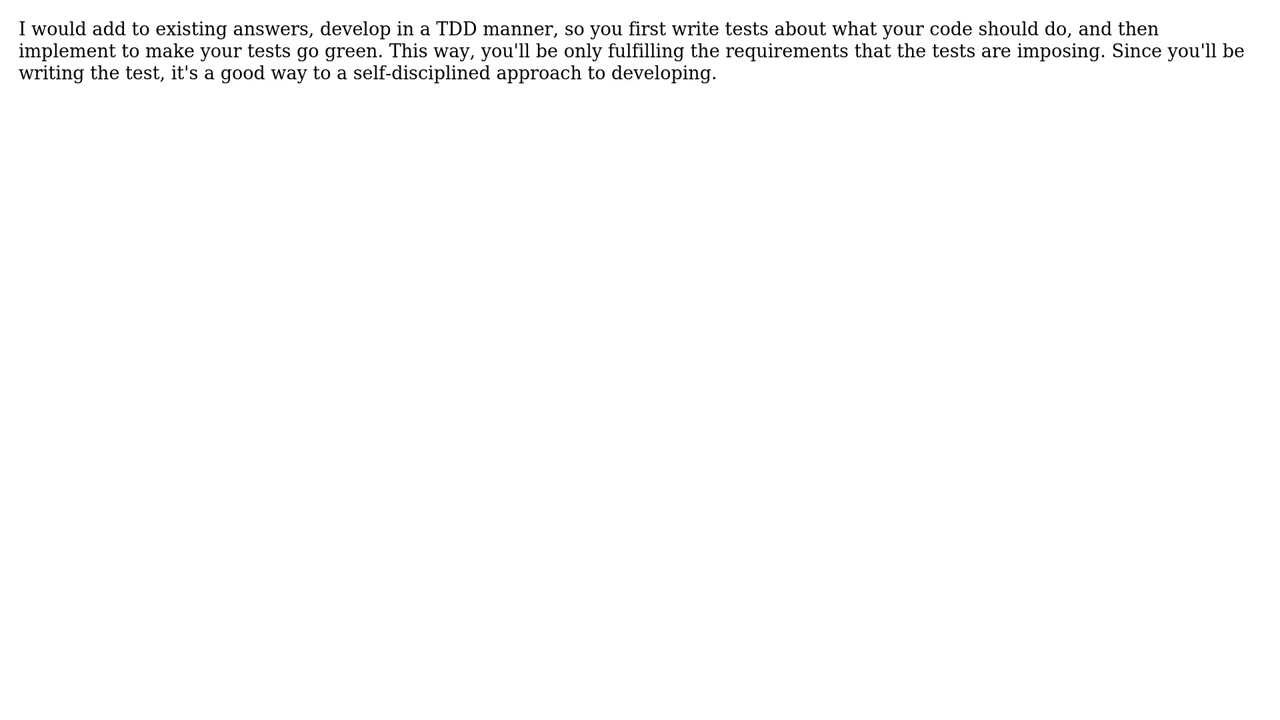 I would add to existing answers, develop in a TDD manner, so you first write tests about what your code should do, and then
implement to make your tests go green. This way, you'll be only fulfilling the requirements that the tests are imposing. Since you'll be
writing the test, it's a good way to a self-disciplined approach to developing.